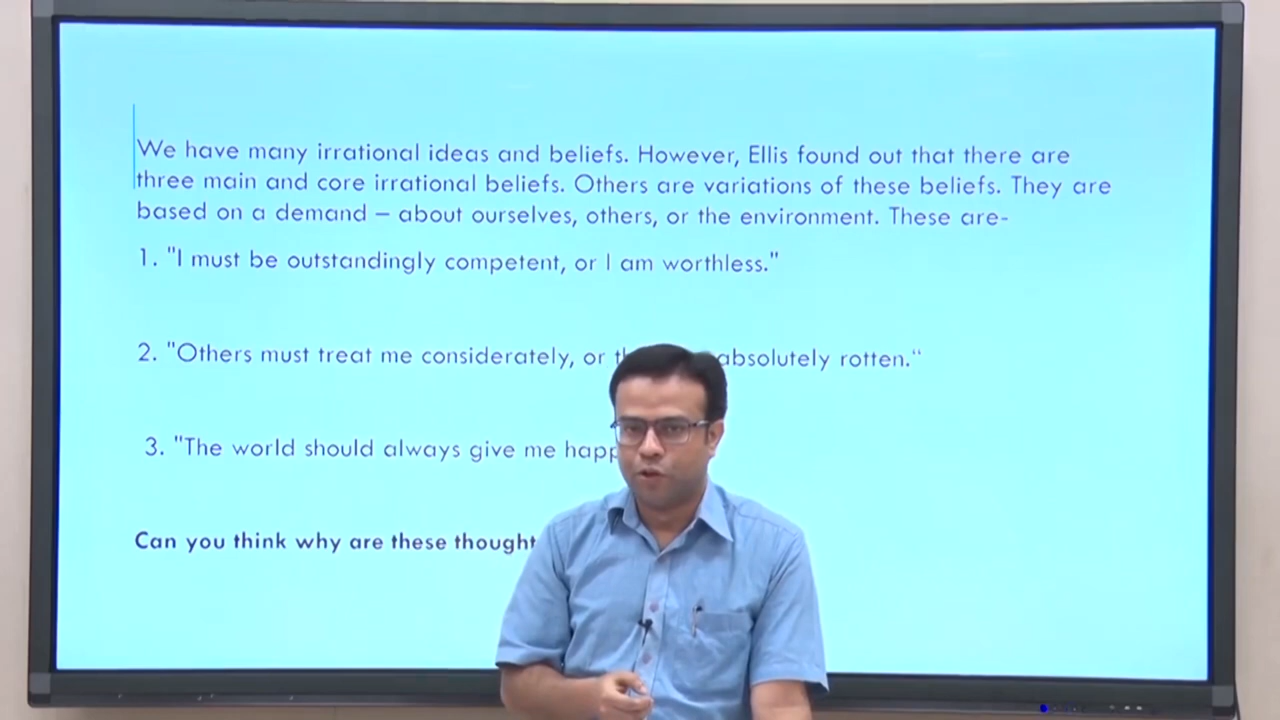 We have many irrational ideas and beliefs. However, Ellis found out that there are
three main and core irrational beliefs. Others are variations of these beliefs. They are
based on a demand – about ourselves, others, or the environment. These are-
1. "I must be outstandingly competent, or I am worthless."
2. "Others must treat me considerately, or absolutely rotten.“
3. "The world should always give me
Can you think why are these